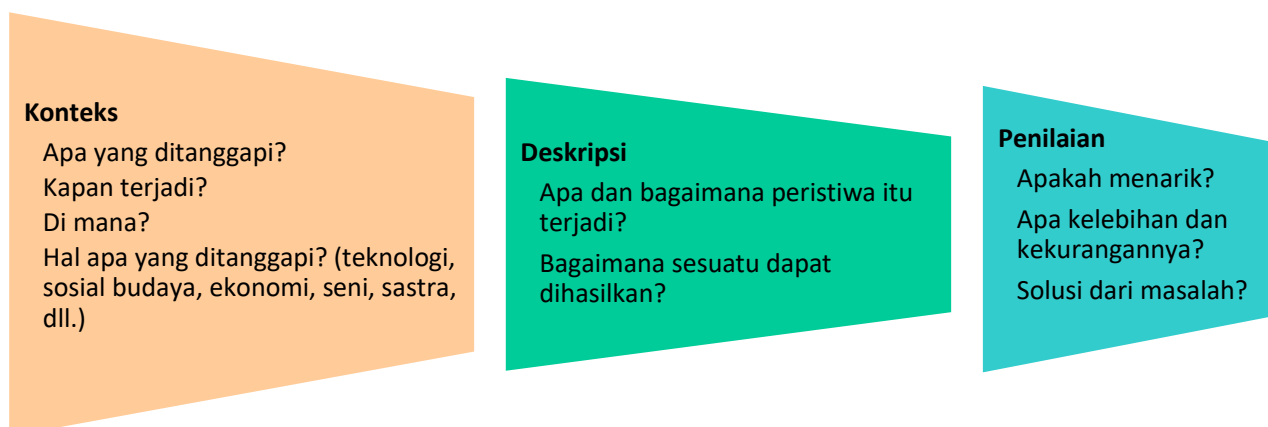 Konteks
Apa yang ditanggapi?
Kapan terjadi?
Di mana?
Hal apa yang ditanggapi? (teknologi,
sosial budaya, ekonomi, seni, sastra,
dll.)
Deskripsi
Apa dan bagaimana peristiwa itu
terjadi?
Bagaimana sesuatu dapat
dihasilkan?
Penilaian
Apakah menarik?
Apa kelebihan dan
kekurangannya?
Solusi dari masalah?